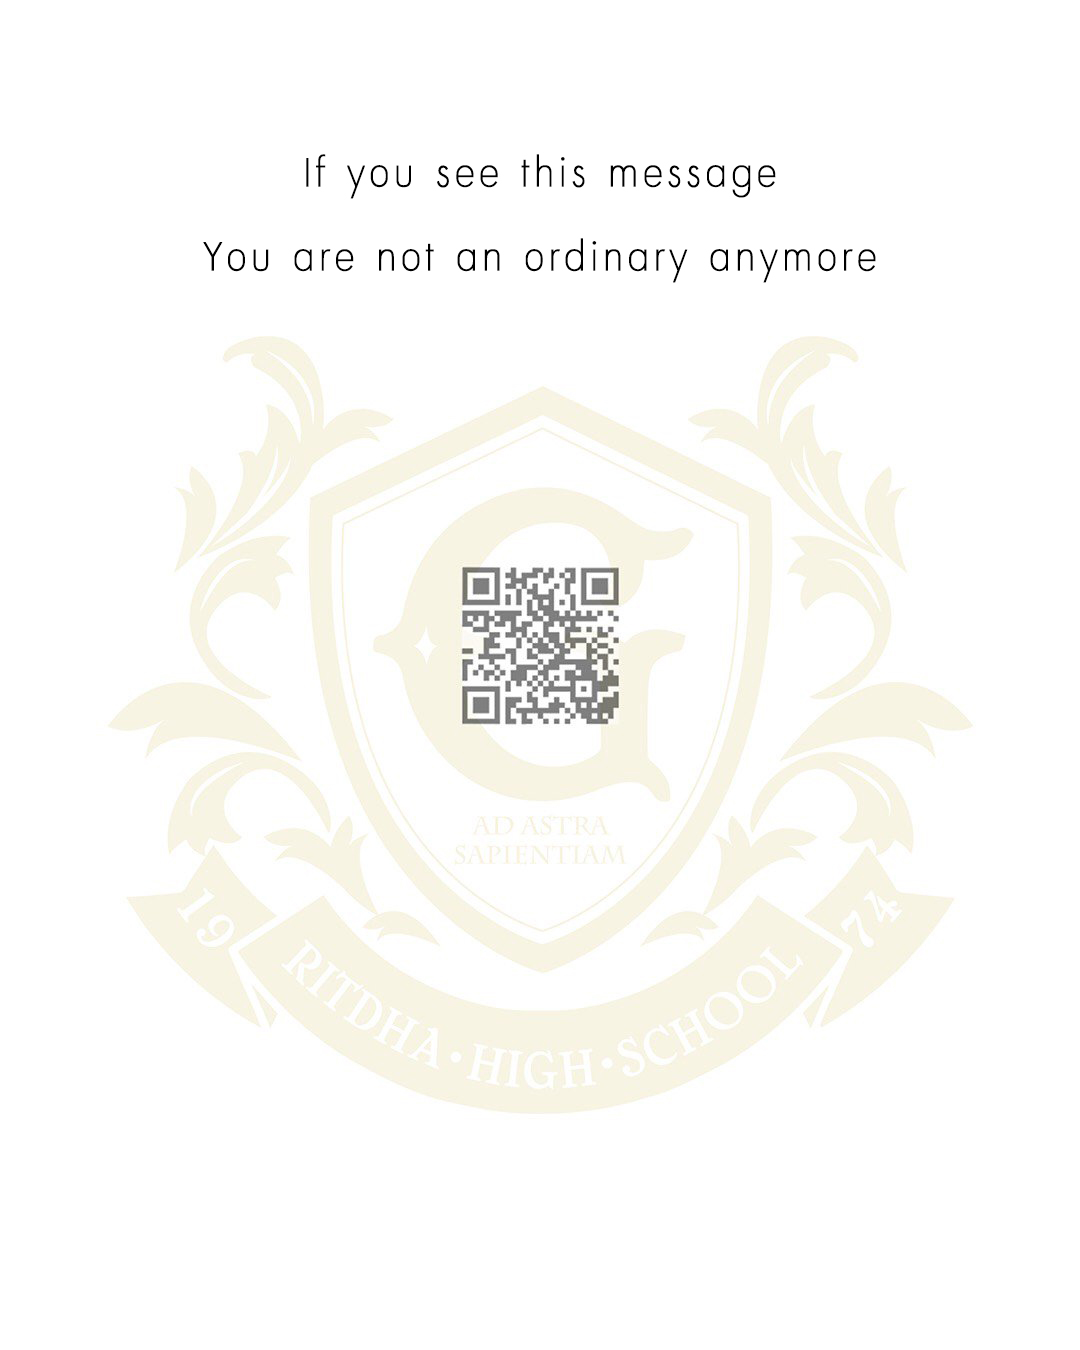 If you see this message
You are not an ordinary anymore
G
AD ASTRA
SAPIENTIAM
19 74
RITDHA·HIGH·SCHOOL